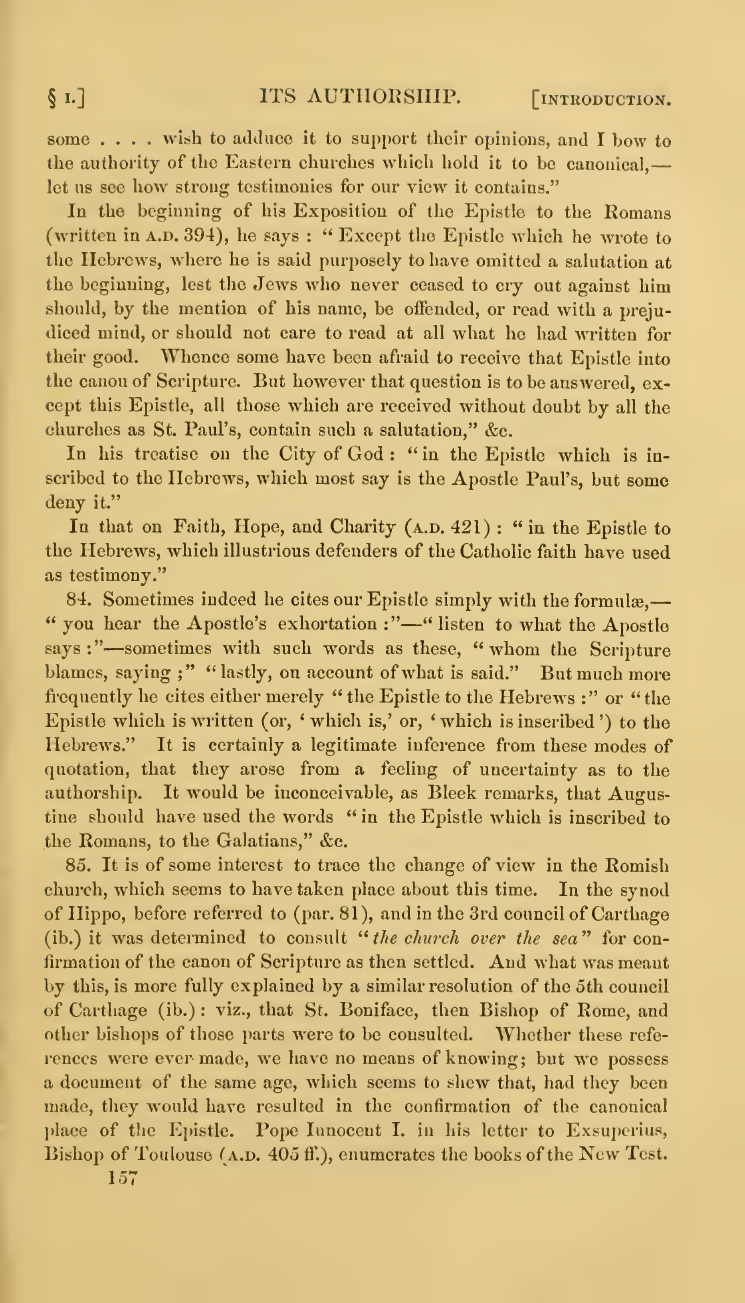 § I.] ITS AUTHORSHIP. [INTRODUCTION.
some . . . . wish to adduce it to support their opinions, and I bow to
the authority of the Eastern churches which hold it to be canonical,—
let us see how strong testimonies for our view it contains.”
In the beginning of his Exposition of the Epistle to the Romans
(written in A.D. 394), he says : “ Except the Epistle which he wrote to
the Hebrews, where he is said purposely to have omitted a salutation at
the beginning, lest the Jews who never ceased to cry out against him
should, by the mention of his name, be offended, or read with a preju-
diced mind, or should not care to read at all what he had written for
their good. Whence some have been afraid to receive that Epistle into
the canon of Scripture. But however that question is to be answered, ex-
cept this Epistle, all those which are received without doubt by all the
churches as St. Paul’s, contain such a salutation,” &c.
In his treatise on the City of God : “ in the Epistle which is in-
scribed to the Hebrews, which most say is the Apostle Paul’s, but some
deny it.”
In that on Faith, Hope, and Charity (A.D. 421) : “ in the Epistle to
the Hebrews, which illustrious defenders of the Catholic faith have used
as testimony.”
84. Sometimes indeed he cites our Epistle simply with the formulæ,—
“ you hear the Apostle’s exhortation :”—“ listen to what the Apostle
says :”—sometimes with such words as these, “ whom the Scripture
blames, saying ;” “ lastly, on account of what is said.” But much more
frequently he cites either merely “ the Epistle to the Hebrews :” or “ the
Epistle which is written (or, ‘ which is,’ or, ‘ which is inscribed ’) to the
Hebrews.” It is certainly a legitimate inference from these modes of
quotation, that they arose from a feeling of uncertainty as to the
authorship. It would be inconceivable, as Bleek remarks, that Augus-
tine should have used the words “ in the Epistle which is inscribed to
the Romans, to the Galatians,” &c.
85. It is of some interest to trace the change of view in the Romish
church, which seems to have taken place about this time. In the synod
of Hippo, before referred to (par. 81), and in the 3rd council of Carthage
(ib.) it was determined to consult “ the church over the sea ” for con-
firmation of the canon of Scripture as then settled. And what was meant
by this, is more fully explained by a similar resolution of the 5th council
of Carthage (ib.) : viz., that St. Boniface, then Bishop of Rome, and
other bishops of those parts were to be consulted. Whether these refe-
rences were ever made, we have no means of knowing; but we possess
a document of the same age, which seems to shew that, had they been
made, they would have resulted in the confirmation of the canonical
place of the Epistle. Pope Innocent I. in his letter to Exsuperius,
Bishop of Toulouse (A.D. 405 ff.), enumerates the books of the New Test.
157